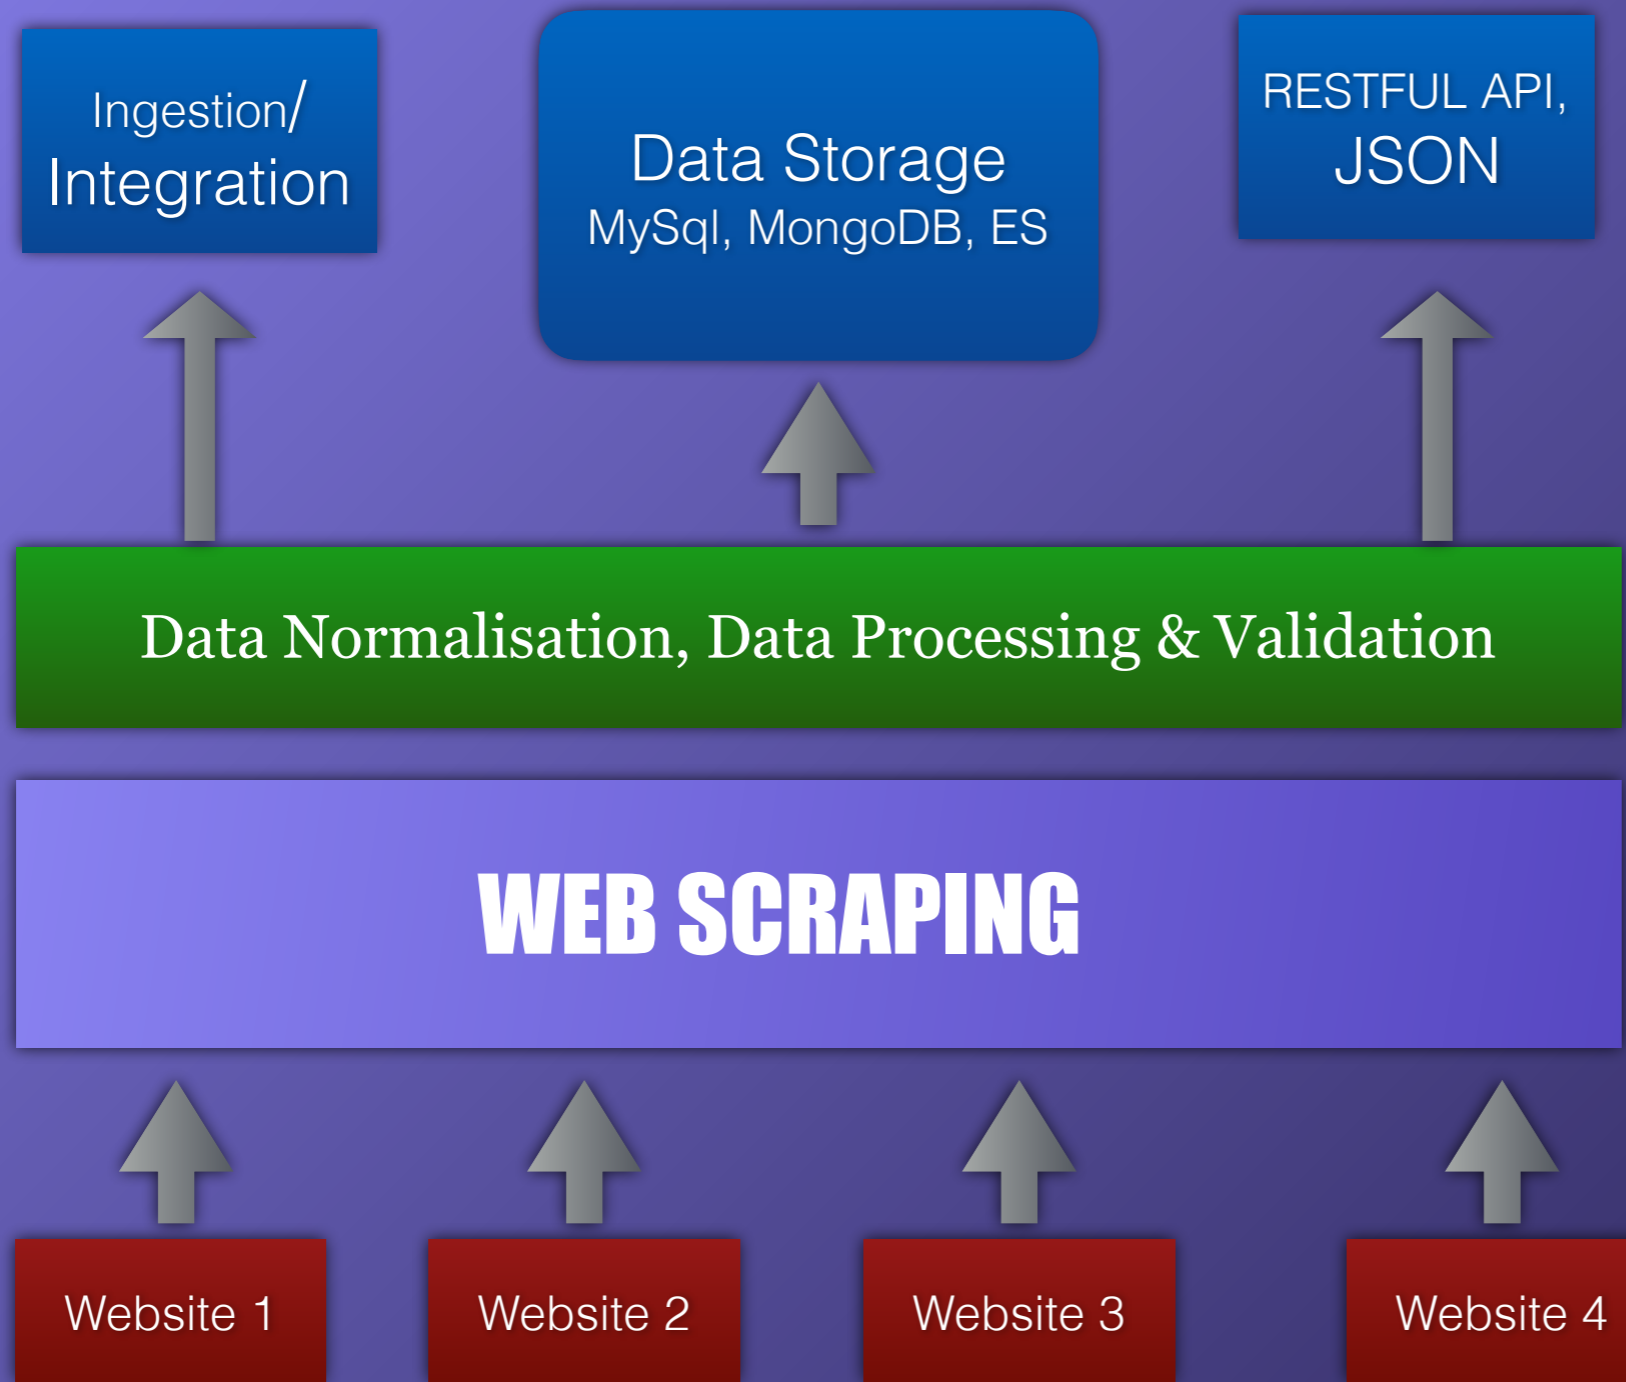 Ingestion/
Integration
Data Storage
MySql, MongoDB, ES
RESTFUL API,
JSON
Data Normalisation, Data Processing & Validation
WEB SCRAPING
Website 1
Website 2
Website 3
Website 4